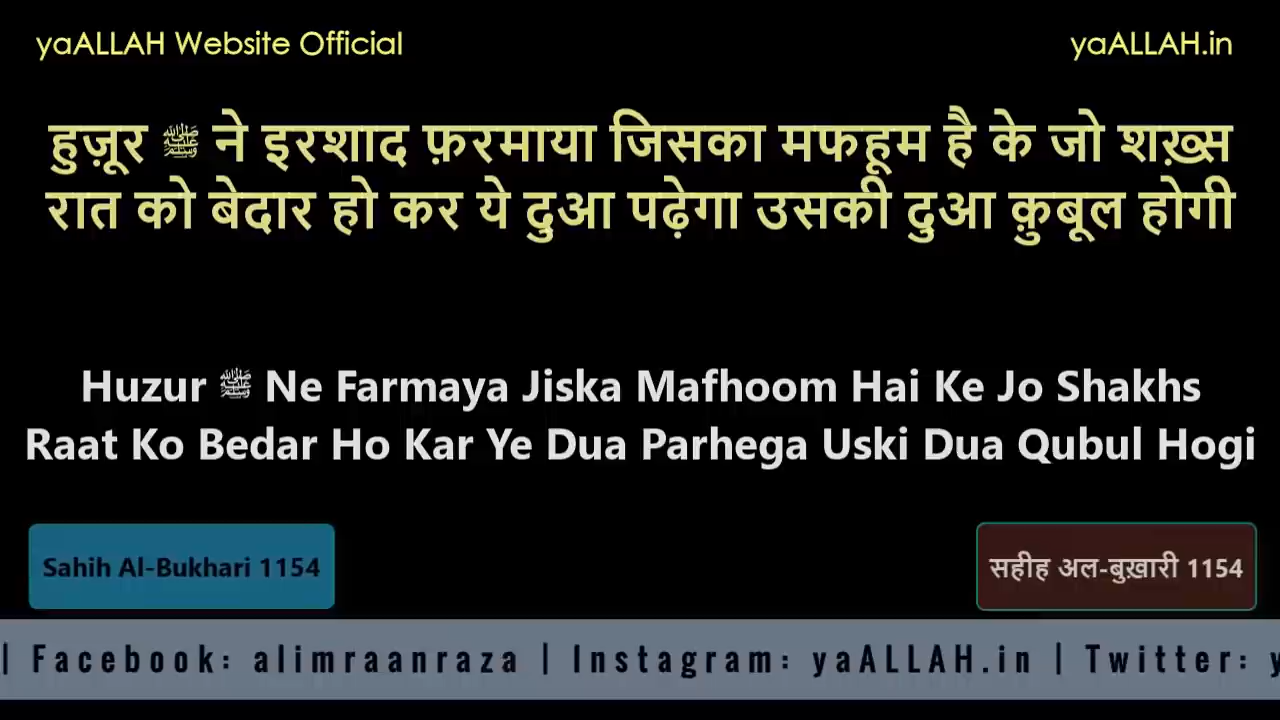 yaALLAH Website Official
yaALLAH.in
हुज़ूर ﷺ ने इरशाद फ़रमाया जिसका मफहूम है के जो शख़्स
रात को बेदार हो कर ये दुआ पढ़ेगा उसकी दुआ क़ुबूल होगी
Huzur ﷺ Ne Farmaya Jiska Mafhoom Hai Ke Jo Shakhs
Raat Ko Bedar Ho Kar Ye Dua Parhega Uski Dua Qubul Hogi
Sahih Al-Bukhari 1154
सहीह अल-बुख़ारी 1154
| Facebook: alimraanraza | Instagram: yaALLAH.in | Twitter: